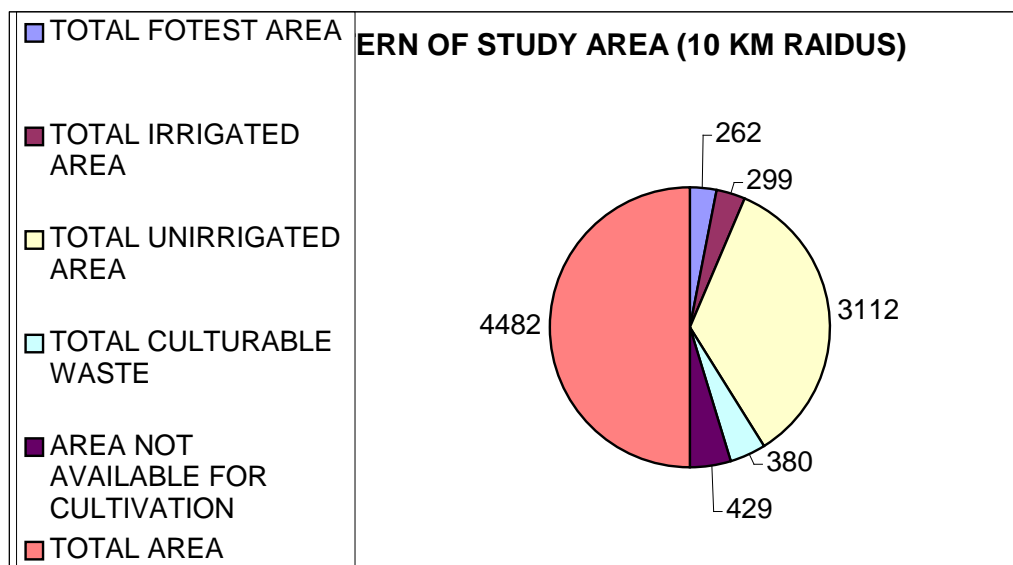 TOTAL FOTEST AREA
TOTAL IRRIGATED
AREA
TOTAL UNIRRIGATED
AREA
TOTAL CULTURABLE
WASTE
AREA NOT
AVAILABLE FOR
CULTIVATION
TOTAL AREA
ERN OF STUDY AREA (10 KM RAIDUS)
262
299
3112
380
429
4482